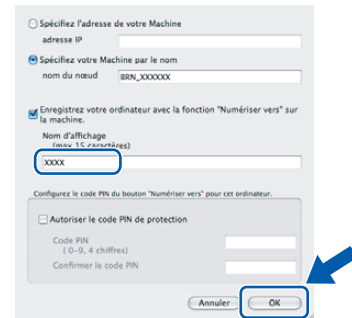 Spécifiez l'adresse de votre Machine
adresse IP
Spécifiez votre Machine par le nom
nom du nœud BRN_XXXXXX
Enregistrez votre ordinateur avec la fonction "Numériser vers" sur
la machine.
Nom d'affichage
(max 15 caractères)
XXXX
Configurez le code PIN du bouton "Numériser vers" pour cet ordinateur.
Autoriser le code PIN de protection
Code PIN
( 0-9, 4 chiffres)
Confirmer le code PIN
Annuler OK